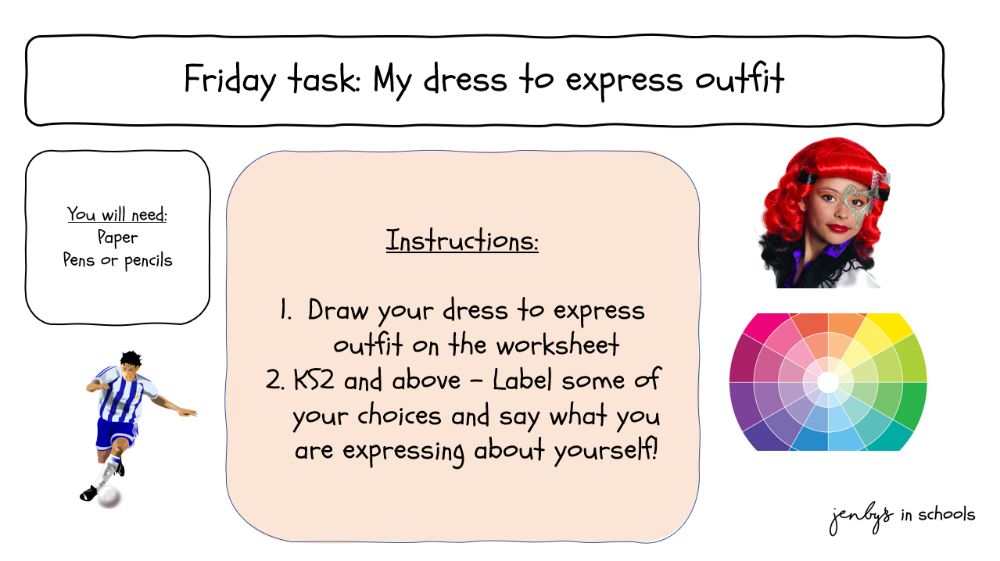 Friday task: My dress to express outfit
You will need:
Paper
Pens or pencils
Instructions:
1. Draw your dress to express
outfit on the worksheet
2. KS2 and above – Label some of
your choices and say what you
are expressing about yourself!
jenby's in schools